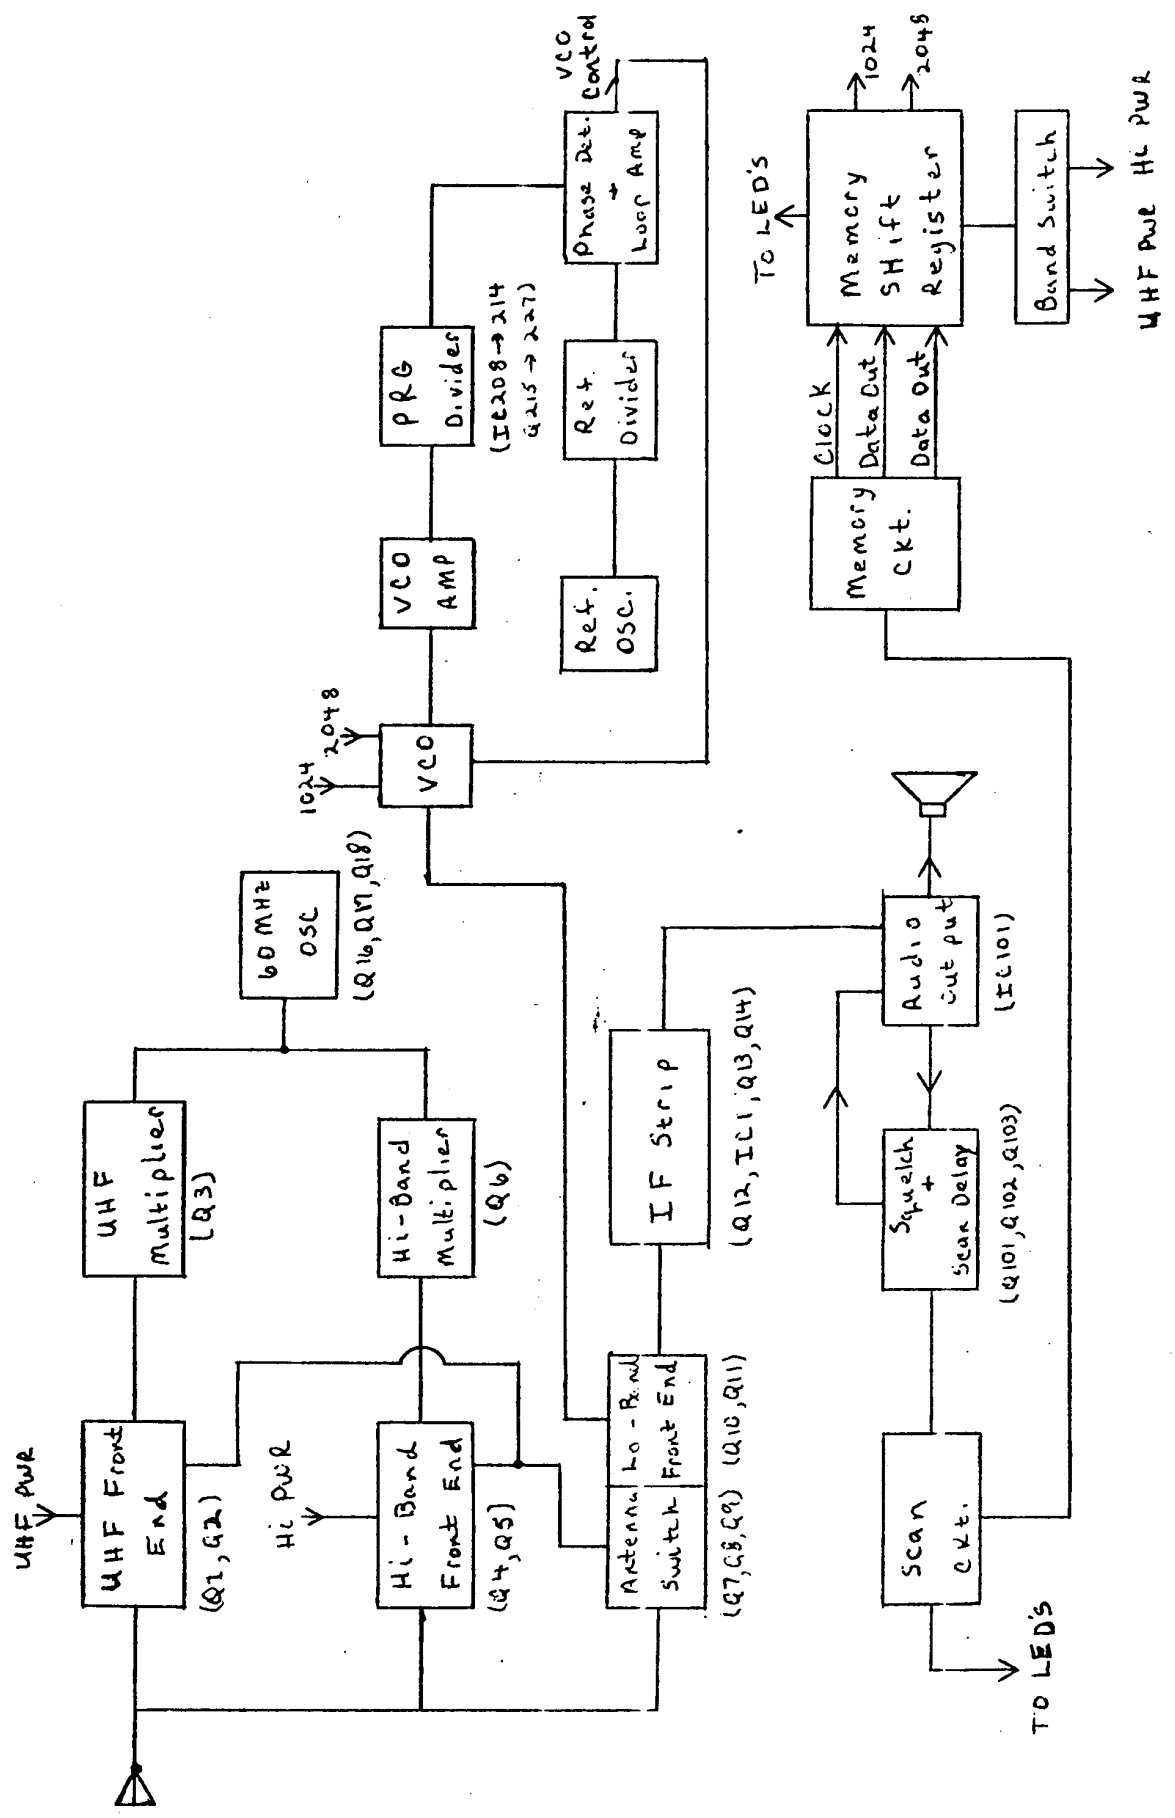 UHF PWR
UHF Front
End
(Q1, Q2)
UHF
Multiplier
(Q3)
60 MHz
OSC
(Q16, Q17, Q18)
Hi PWR
Hi-Band
Front End
(Q4, Q5)
Hi-Band
Multiplier
(Q6)
1024
2048
VCO
VCO
AMP
PRG
Divider
(IC208→214
Q215→227)
Ref.
OSC.
Ref.
Divider
Phase Det.
+
Loop Amp
VCO
Control
Antenna
Switch
(Q7, Q8, Q9)
Lo-Band
Front End
(Q10, Q11)
IF Strip
(Q12, IC1, Q13, Q14)
Scan
Ckt.
TO LED'S
Squelch
+
Scan Delay
(Q101, Q102, Q103)
Audio
Output
(IC101)
Memory
Ckt.
Clock
Data Out
Data Out
TO LED'S
Memory
SHift
Register
1024
2048
Band Switch
UHF PWR
Hi PWR